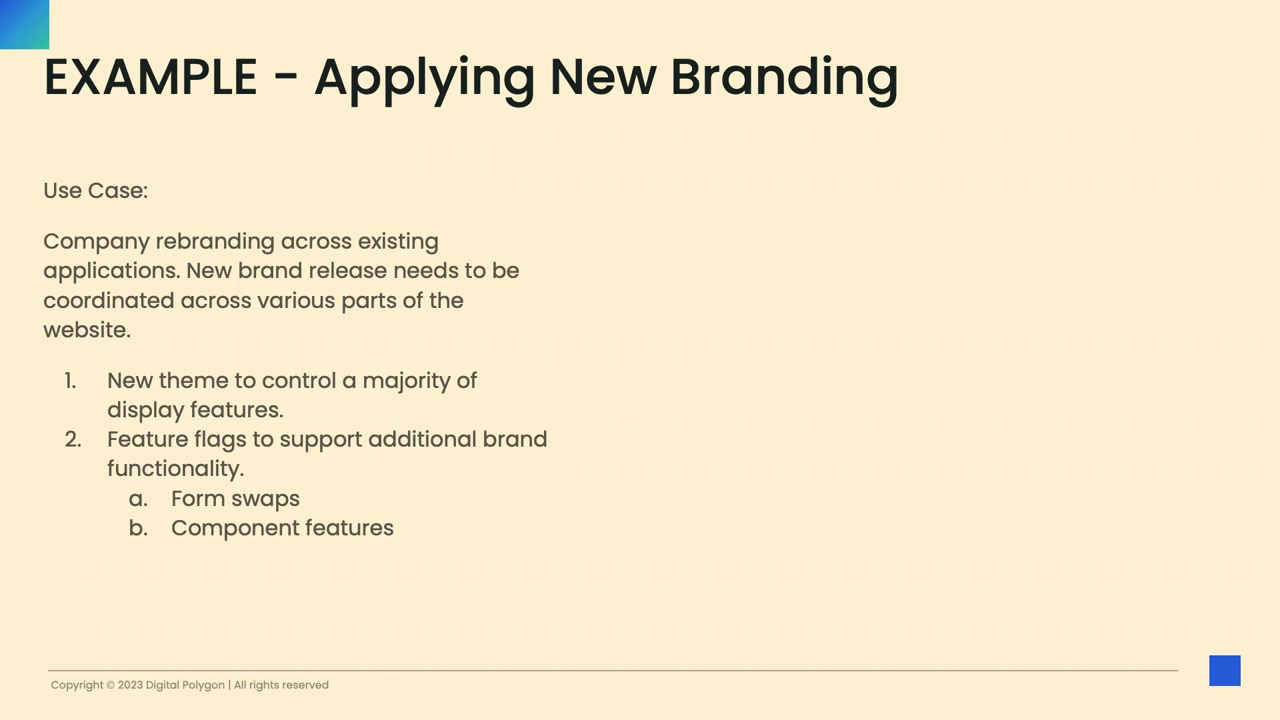 EXAMPLE - Applying New Branding
Use Case:
Company rebranding across existing
applications. New brand release needs to be
coordinated across various parts of the
website.
1. New theme to control a majority of
display features.
2. Feature flags to support additional brand
functionality.
a. Form swaps
b. Component features
Copyright © 2023 Digital Polygon | All rights reserved